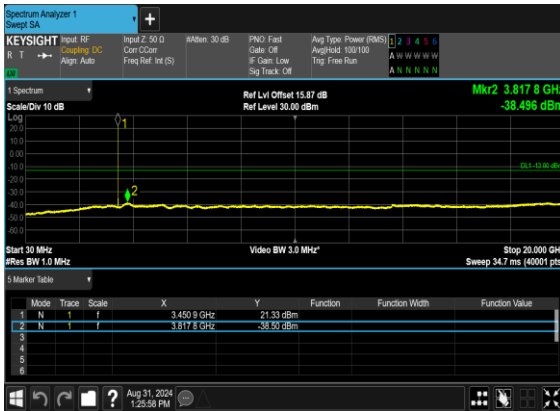 Spectrum Analyzer 1
Swept SA
KEYSIGHT
R T
Input: RF
Coupling: DC
Align: Auto
Input Z: 50 Ω
Corr CCorr
Freq Ref: Int (S)
#Atten: 30 dB
PNO: Fast
Gate: Off
IF Gain: Low
Sig Track: Off
Avg Type: Power (RMS)
Avg|Hold: 100/100
Trig: Free Run
1 2 3 4 5 6
A W W W W W
A N N N N N
1 Spectrum
Scale/Div 10 dB
Ref Lvl Offset 15.87 dB
Ref Level 30.00 dBm
Mkr2 3.817 8 GHz
-38.496 dBm
Log
20.0
10.0
0.00
-10.0
-20.0
-30.0
-40.0
-50.0
-60.0
1
2
DL1 -13.00 dBm
Start 30 MHz
#Res BW 1.0 MHz
Video BW 3.0 MHz*
Stop 20.000 GHz
Sweep 34.7 ms (40001 pts)
5 Marker Table
Mode Trace Scale X Y Function Function Width Function Value
1 N 1 f 3.450 9 GHz 21.33 dBm
2 N 1 f 3.817 8 GHz -38.50 dBm
3
4
5
6
Aug 31, 2024
1:25:58 PM